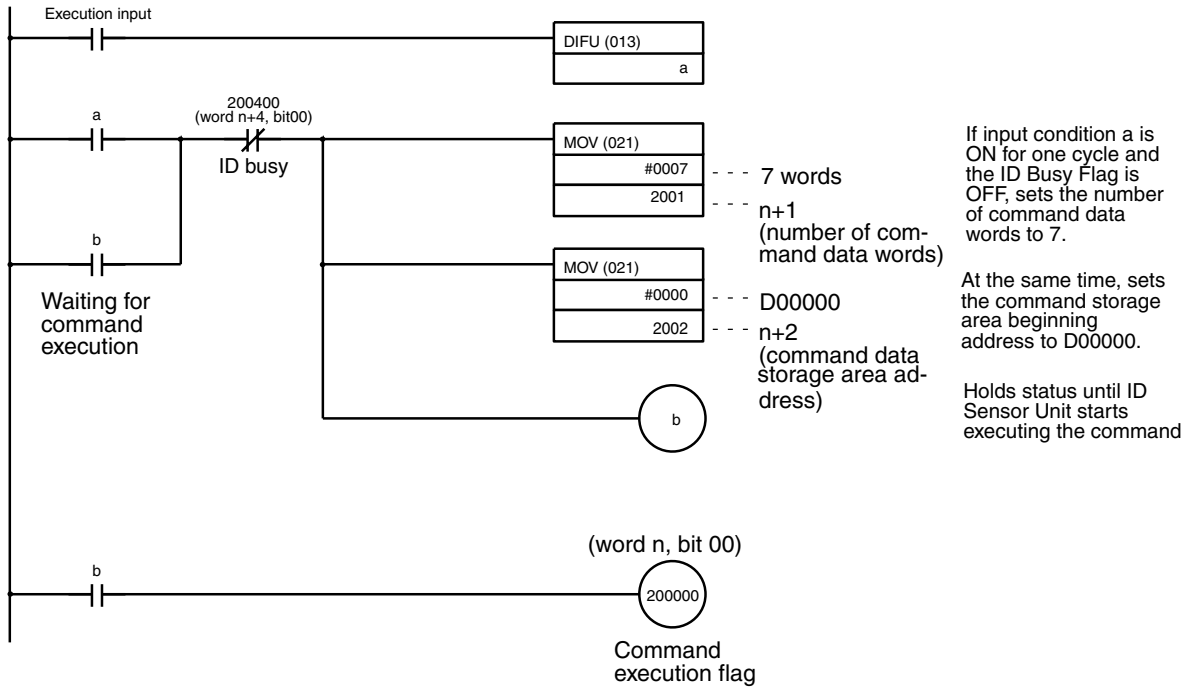 Execution input
DIFU (013)
a
a
200400
(word n+4, bit00)
ID busy
MOV (021)
#0007
2001
7 words
n+1
(number of com-
mand data words)
If input condition a is
ON for one cycle and
the ID Busy Flag is
OFF, sets the number
of command data
words to 7.
b
Waiting for
command
execution
MOV (021)
#0000
2002
D00000
n+2
(command data
storage area ad-
dress)
At the same time, sets
the command storage
area beginning
address to D00000.
b
Holds status until ID
Sensor Unit starts
executing the command
b
(word n, bit 00)
200000
Command
execution flag